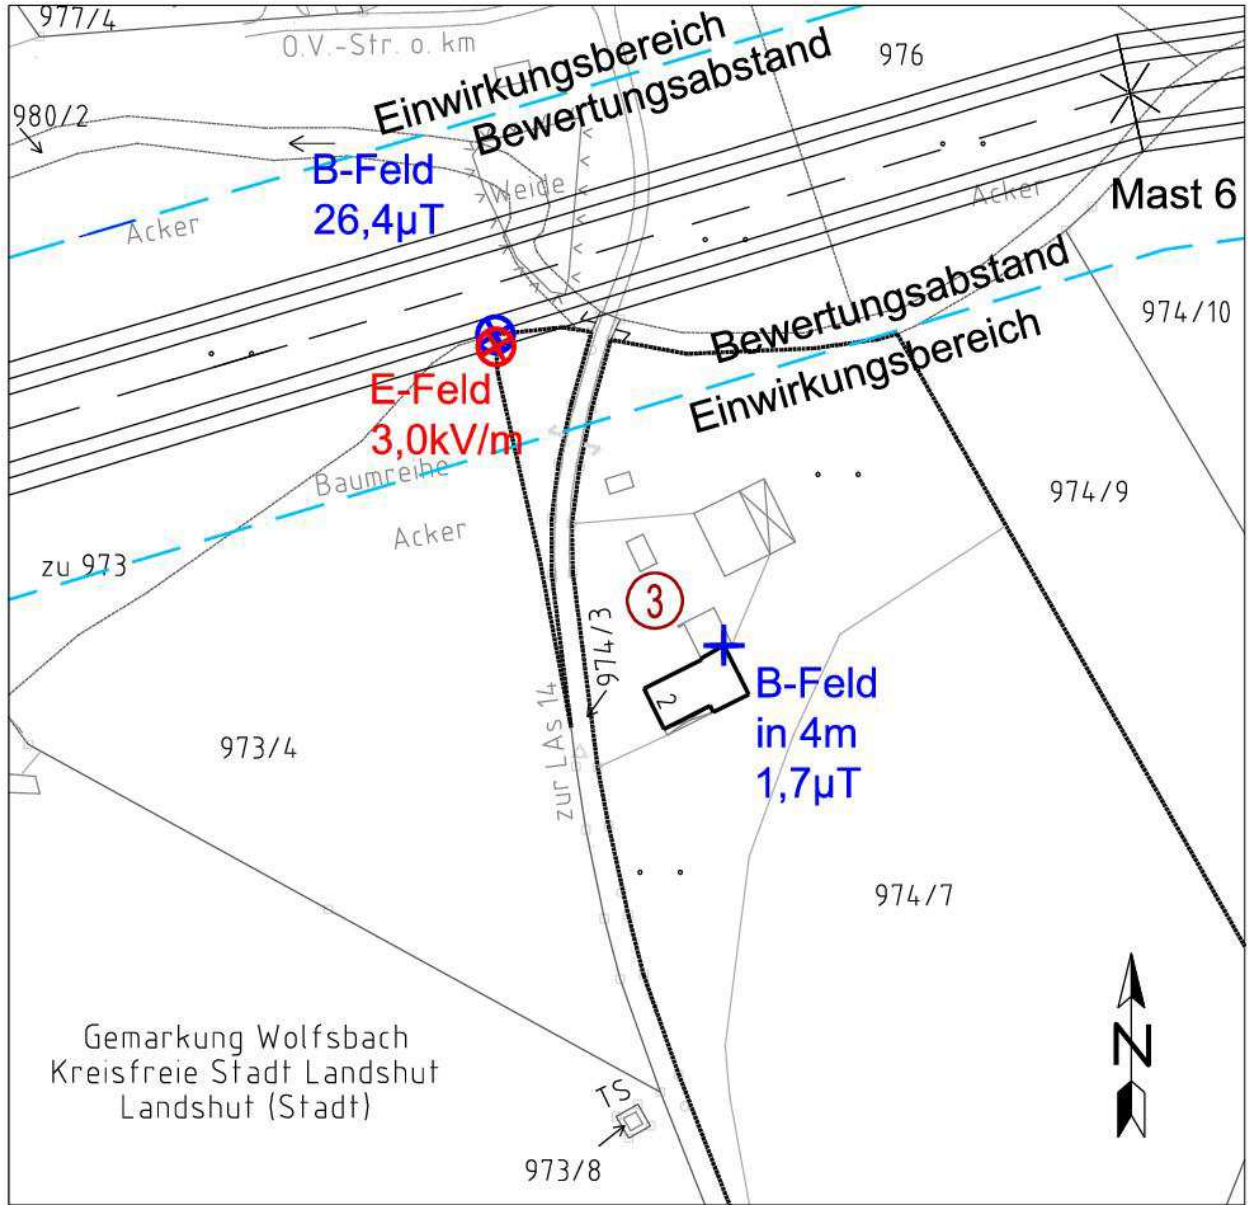 977/4
O.V.-Str. o. km
Einwirkungsbereich
Bewertungsabstand
976
980/2
B-Feld
26,4µT
Weide
Acker
Acker
Mast 6
Bewertungsabstand
Einwirkungsbereich
974/10
E-Feld
3,0kV/m
Baumreihe
Acker
974/9
zu 973
3
974/3
2
B-Feld
in 4m
1,7µT
zur LAs 14
973/4
974/7
Gemarkung Wolfsbach
Kreisfreie Stadt Landshut
Landshut (Stadt)
TS
973/8
N